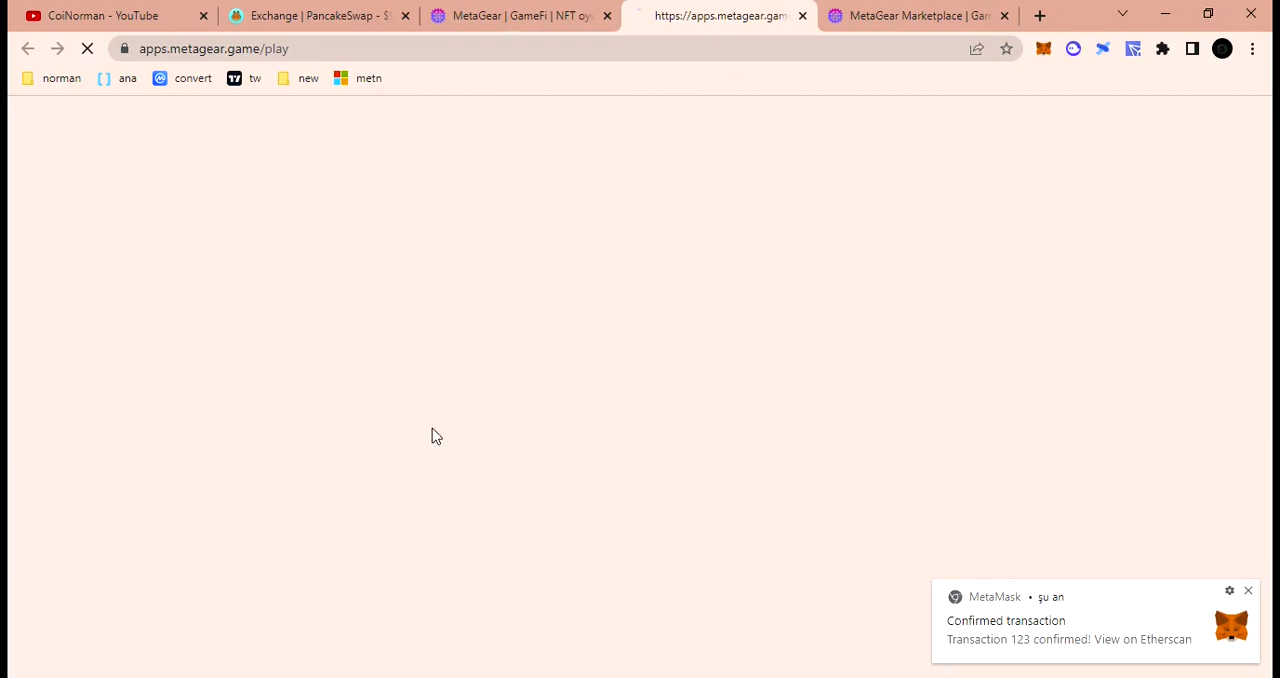 CoiNorman - YouTube
Exchange | PancakeSwap - $
MetaGear | GameFi | NFT oy
https://apps.metagear.gam
MetaGear Marketplace | Gam
apps.metagear.game/play
norman
ana
convert
tw
new
metn
MetaMask • şu an
Confirmed transaction
Transaction 123 confirmed! View on Etherscan